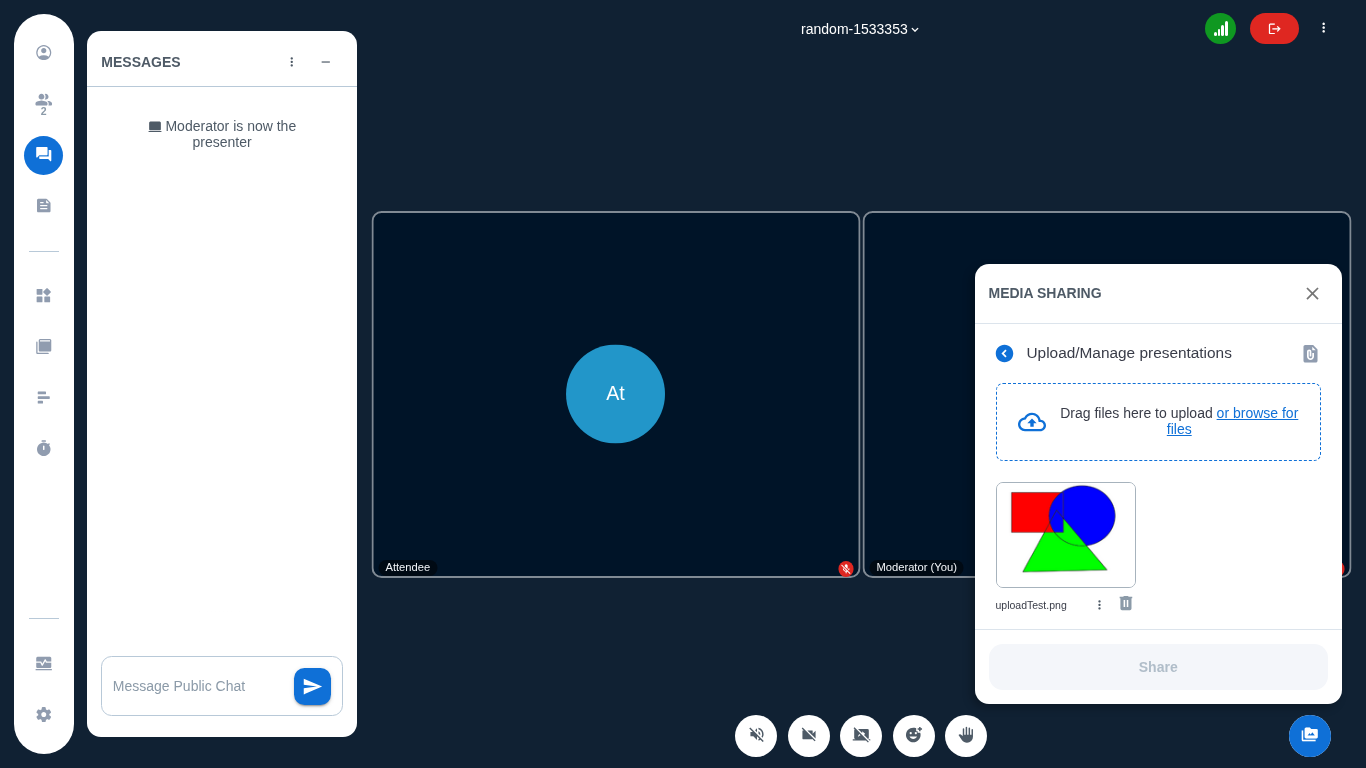 random-1533353
2
MESSAGES
Moderator is now the
presenter
Message Public Chat
At
Attendee
Moderator (You)
MEDIA SHARING
Upload/Manage presentations
Drag files here to upload or browse for
files
uploadTest.png
Share